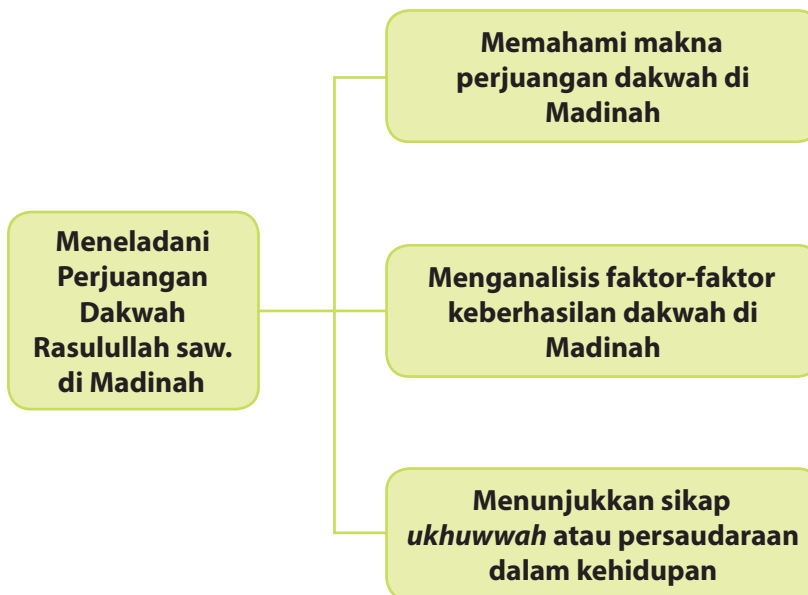 Meneladani
Perjuangan
Dakwah
Rasulullah saw.
di Madinah
Memahami makna
perjuangan dakwah di
Madinah
Menganalisis faktor-faktor
keberhasilan dakwah di
Madinah
Menunjukkan sikap
ukhuwwah atau persaudaraan
dalam kehidupan